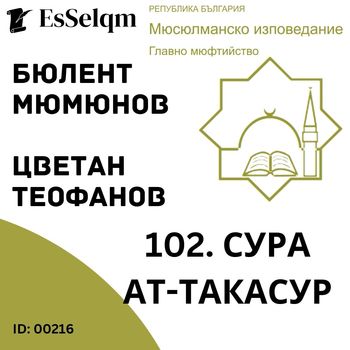 EsSelqm
РЕПУБЛИКА БЪЛГАРИЯ
Мюсюлманско изповедание
Главно мюфтийство
БЮЛЕНТ
МЮМЮНОВ
ЦВЕТАН
ТЕОФАНОВ
102. СУРА
АТ-ТАКАСУР
ID: 00216